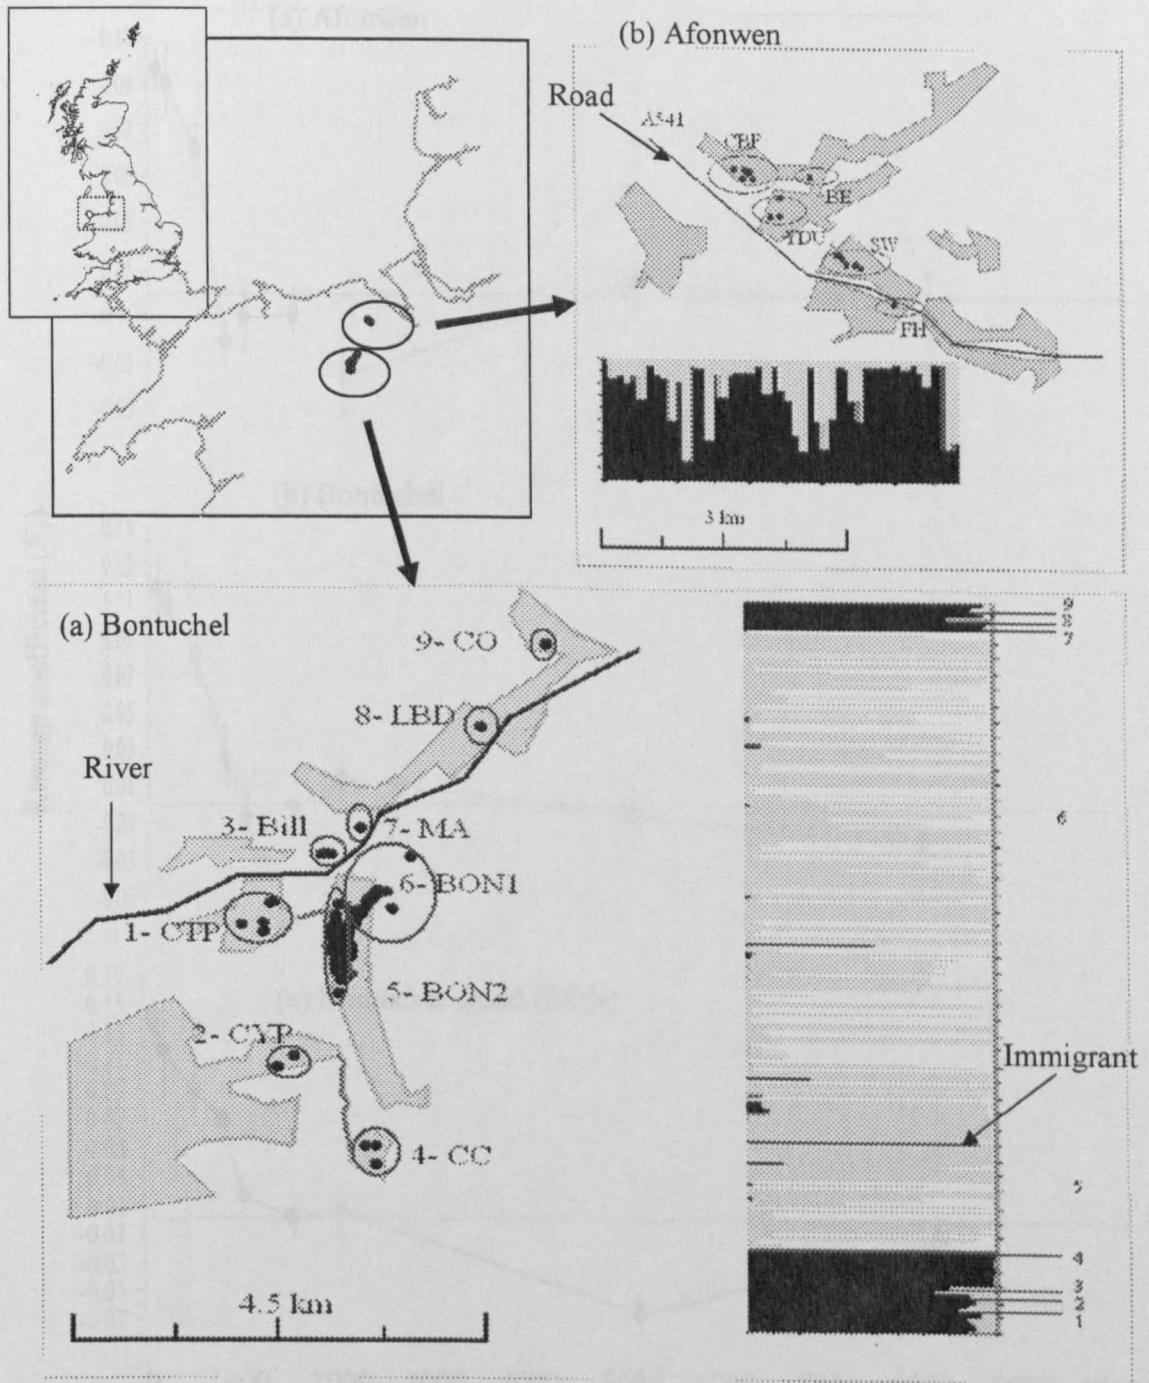 (b) Afonwen
Road
A541
CBF
BE
TDU
SW
FH
3 km
(a) Bontuchel
9- CO
8- LBD
River
3- Bill
7- MA
6- BON1
1- CTP
5- BON2
2- CYP
4- CC
4.5 km
9
8
7
6
Immigrant
5
4
3
2
1